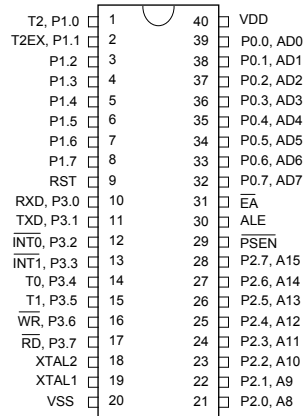 T2, P1.0 1 40 VDD
T2EX, P1.1 2 39 P0.0, AD0
P1.2 3 38 P0.1, AD1
P1.3 4 37 P0.2, AD2
P1.4 5 36 P0.3, AD3
P1.5 6 35 P0.4, AD4
P1.6 7 34 P0.5, AD5
P1.7 8 33 P0.6, AD6
RST 9 32 P0.7, AD7
RXD, P3.0 10 31 E̅A̅
TXD, P3.1 11 30 ALE
I̅N̅T̅0̅, P3.2 12 29 P̅S̅E̅N̅
I̅N̅T̅1̅, P3.3 13 28 P2.7, A15
T0, P3.4 14 27 P2.6, A14
T1, P3.5 15 26 P2.5, A13
W̅R̅, P3.6 16 25 P2.4, A12
R̅D̅, P3.7 17 24 P2.3, A11
XTAL2 18 23 P2.2, A10
XTAL1 19 22 P2.1, A9
VSS 20 21 P2.0, A8